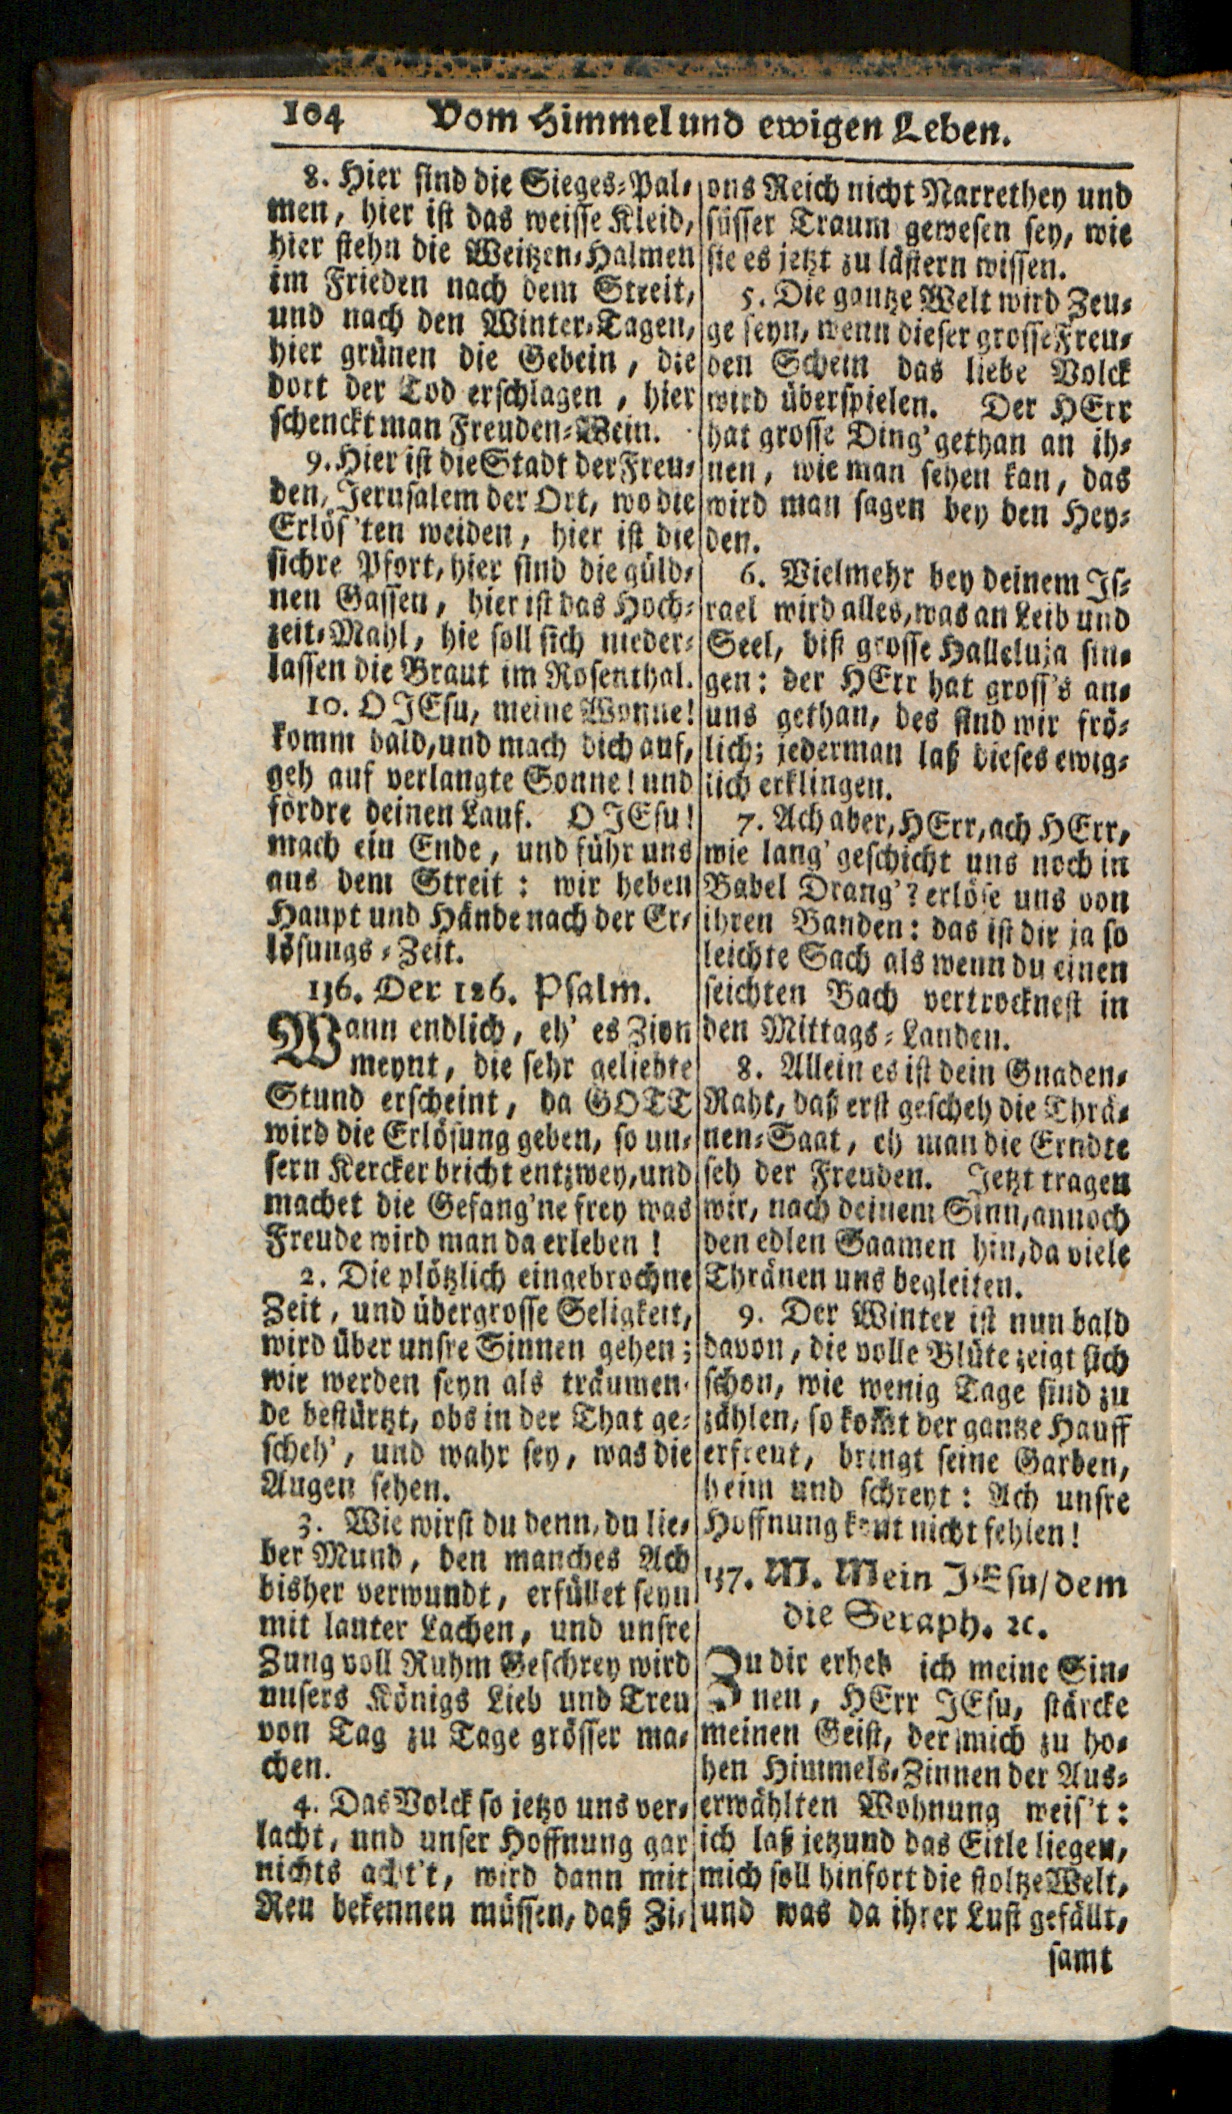 104 Vom Himmel und ewigen Leben.
8. Hier sind die Sieges-Pal-
men, hier ist das weisse Kleid,
hier stehn die Weitzen-Halmen
im Frieden nach dem Streit,
und nach den Winter-Tagen,
hier grünen die Gebein, die
dort der Tod erschlagen, hier
schenckt man Freuden-Wein.
9. Hier ist die Stadt der Freu-
den, Jerusalem der Ort, wo die
Erlös'ten weiden, hier ist die
sichre Pfort, hier sind die güld-
nen Gassen, hier ist das Hoch-
zeit-Mahl, hie soll sich nieder-
lassen die Braut im Rosenthal.
10. O JEsu, meine Wonne!
komm bald, und mach dich auf,
geh auf verlangte Sonne! und
fördre deinen Lauf. O JEsu!
mach ein Ende, und führ uns
aus dem Streit: wir heben
Haupt und Hände nach der Er-
lösungs-Zeit.
136. Der 126. Psalm.
Wann endlich, eh' es Zion
meynt, die sehr geliebte
Stund erscheint, da GOTT
wird die Erlösung geben, so un-
sern Kercker bricht entzwey, und
machet die Gefang'ne frey was
Freude wird man da erleben!
2. Die plötzlich eingebrochne
Zeit, und übergrosse Seligkeit,
wird über unsre Sinnen gehen;
wir werden seyn als träumen-
de bestürtzt, obs in der That ge-
scheh', und wahr sey, was die
Augen sehen.
3. Wie wirst du denn, du lie-
ber Mund, den manches Ach
bisher verwundt, erfüllet seyn
mit lauter Lachen, und unsre
Zung voll Ruhm Geschrey wird
unsers Königs Lieb und Treu
von Tag zu Tage grösser ma-
chen.
4. Das Volck so jetzo uns ver-
lacht, und unser Hoffnung gar
nichts acht't, wird dann mit
Reu bekennen müssen, daß Zi-
ons Reich nicht Narrethey und
süsser Traum gewesen sey, wie
sie es jetzt zu lästern wissen.
5. Die gantze Welt wird Zeu-
ge seyn, wenn dieser grosse Freu-
den Schein das liebe Volck
wird überspielen. Der HErr
hat grosse Ding' gethan an ih-
nen, wie man sehen kan, das
wird man sagen bey den Hey-
den.
6. Vielmehr bey deinem Is-
rael wird alles, was an Leib und
Seel, diß grosse Halleluja sin-
gen: der HErr hat gross's an-
uns gethan, des sind wir frö-
lich; jederman laß dieses ewig-
lich erklingen.
7. Ach aber, HErr, ach HErr,
wie lang' geschicht uns noch in
Babel Drang'? erlöse uns von
ihren Banden: das ist dir ja so
leichte Sach als wenn du einen
seichten Bach vertrocknest in
den Mittags-Landen.
8. Allein es ist dein Gnaden-
Raht, daß erst gescheh die Thrä-
nen-Saat, eh man die Erndte
seh der Freuden. Jetzt tragen
wir, nach deinem Sinn, annoch
den edlen Saamen hin, da viele
Thränen uns begleiten.
9. Der Winter ist nun bald
davon, die volle Blüte zeigt sich
schon, wie wenig Tage sind zu
zählen, so kom̃t der gantze Hauff
erfreut, bringt seine Garben,
heim und schreyt: Ach unsre
Hoffnung kont nicht fehlen!
137. M. Mein JEsu/dem
die Seraph. ꝛc.
Zu dir erheb ich meine Sin-
nen, HErr JEsu, stärcke
meinen Geist, der mich zu ho-
hen Himmels-Zinnen der Aus-
erwählten Wohnung weis't:
ich laß jetzund das Eitle liegen,
mich soll hinfort die stoltze Welt,
und was da ihrer Lust gefällt,
samt